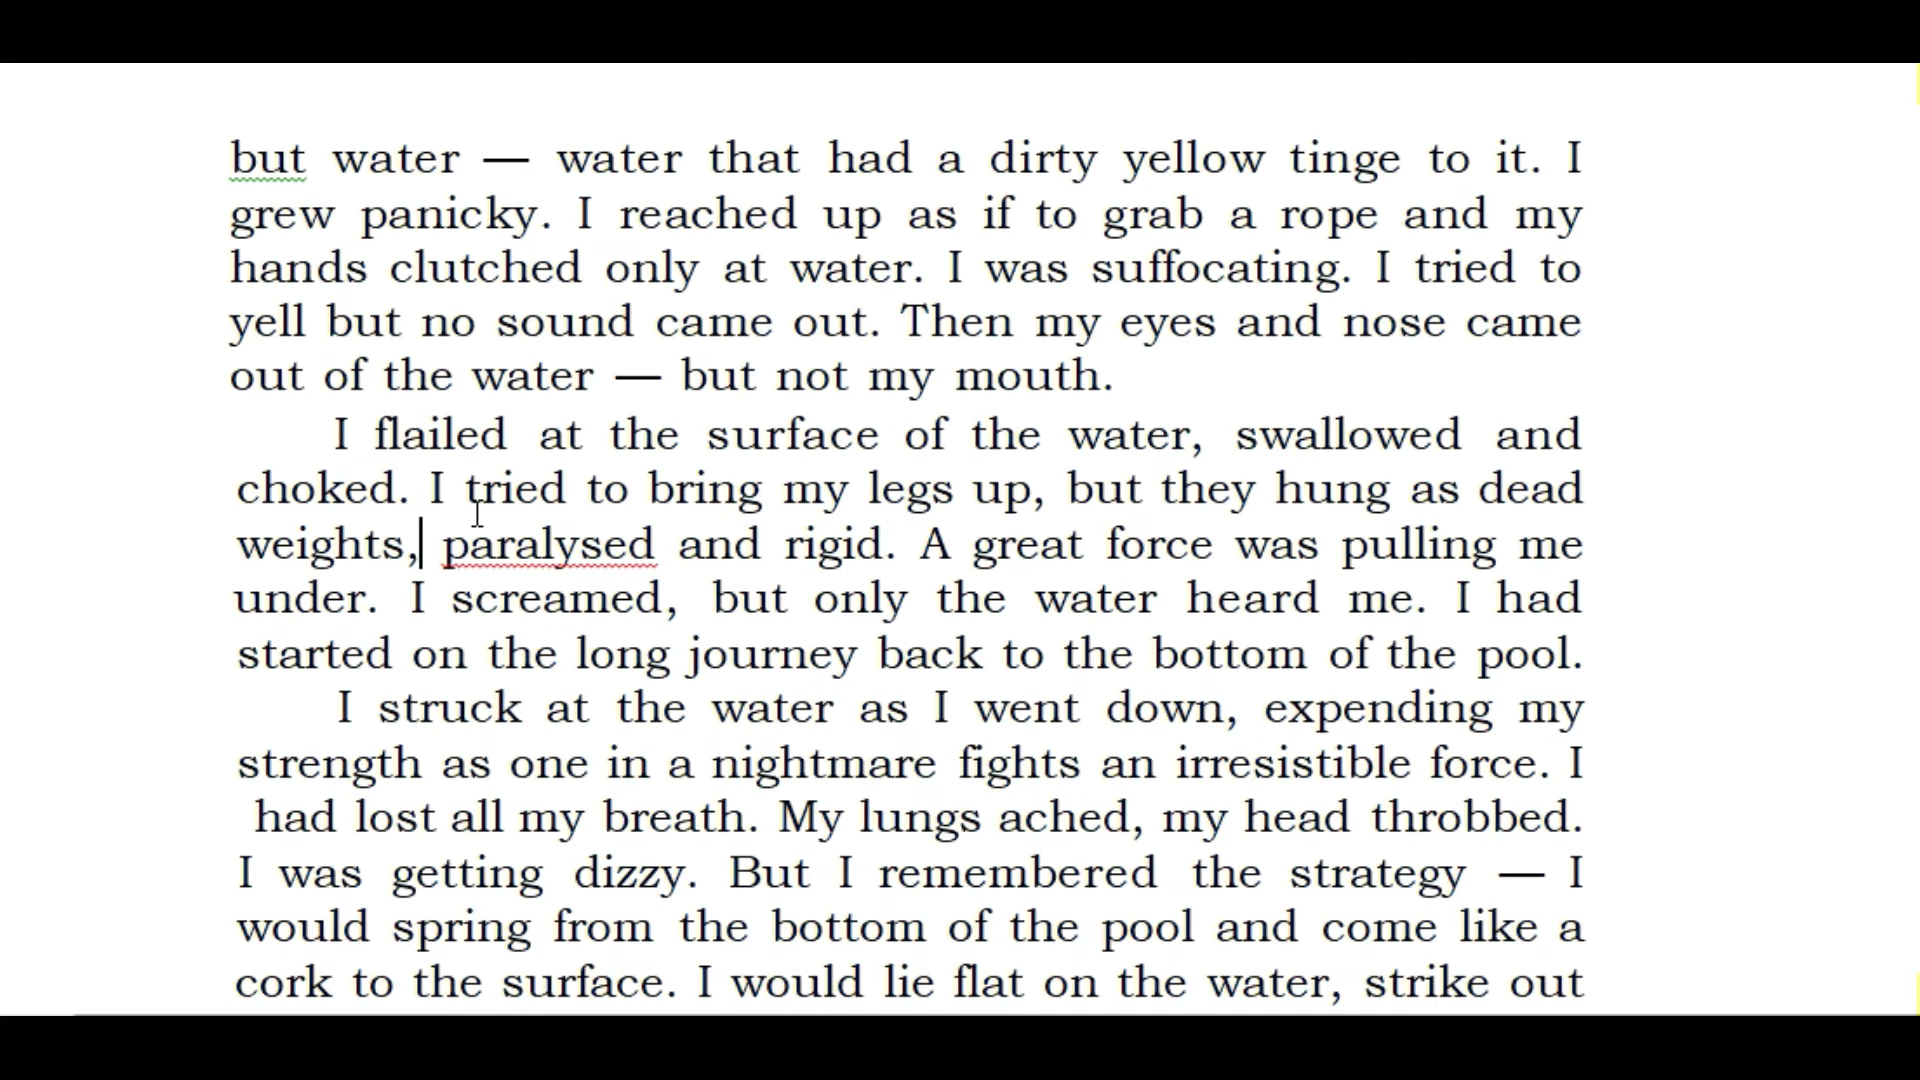 but water — water that had a dirty yellow tinge to it. I
grew panicky. I reached up as if to grab a rope and my
hands clutched only at water. I was suffocating. I tried to
yell but no sound came out. Then my eyes and nose came
out of the water — but not my mouth.
I flailed at the surface of the water, swallowed and
choked. I tried to bring my legs up, but they hung as dead
weights, paralysed and rigid. A great force was pulling me
under. I screamed, but only the water heard me. I had
started on the long journey back to the bottom of the pool.
I struck at the water as I went down, expending my
strength as one in a nightmare fights an irresistible force. I
had lost all my breath. My lungs ached, my head throbbed.
I was getting dizzy. But I remembered the strategy — I
would spring from the bottom of the pool and come like a
cork to the surface. I would lie flat on the water, strike out